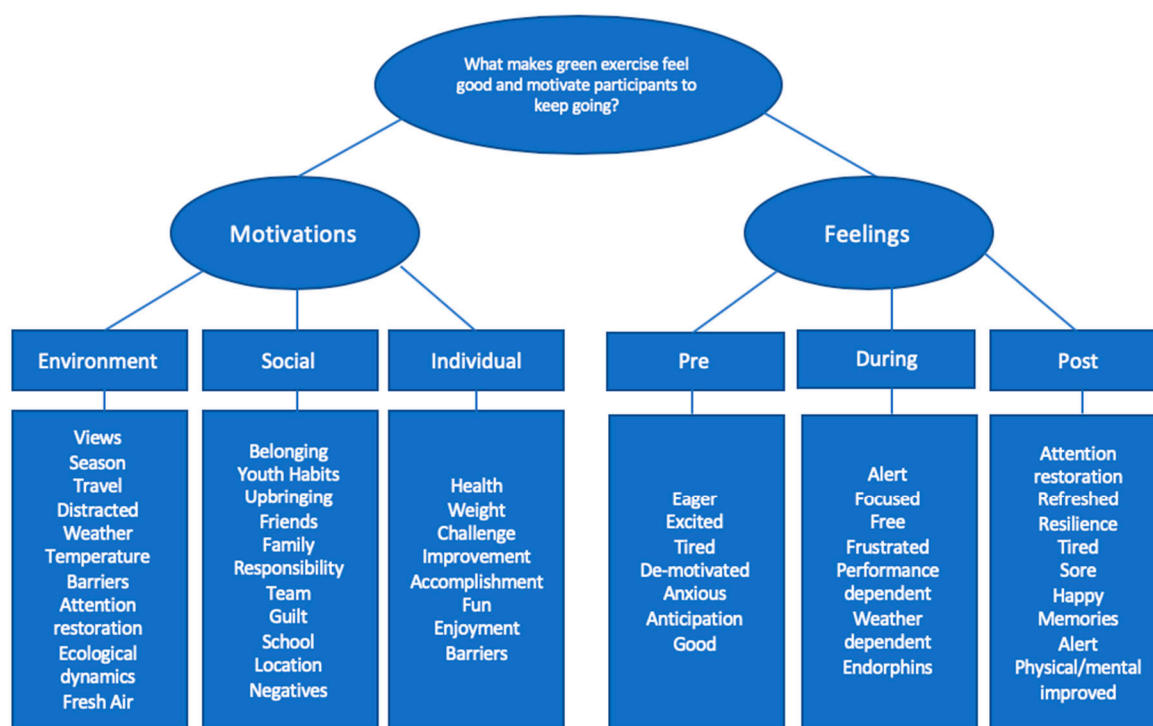 What makes green exercise feel
good and motivate participants to
keep going?
Motivations
Feelings
Environment
Social
Individual
Pre
During
Post
Views
Season
Travel
Distracted
Weather
Temperature
Barriers
Attention
restoration
Ecological
dynamics
Fresh Air
Belonging
Youth Habits
Upbringing
Friends
Family
Responsibility
Team
Guilt
School
Location
Negatives
Health
Weight
Challenge
Improvement
Accomplishment
Fun
Enjoyment
Barriers
Eager
Excited
Tired
De-motivated
Anxious
Anticipation
Good
Alert
Focused
Free
Frustrated
Performance
dependent
Weather
dependent
Endorphins
Attention
restoration
Refreshed
Resilience
Tired
Sore
Happy
Memories
Alert
Physical/mental
improved